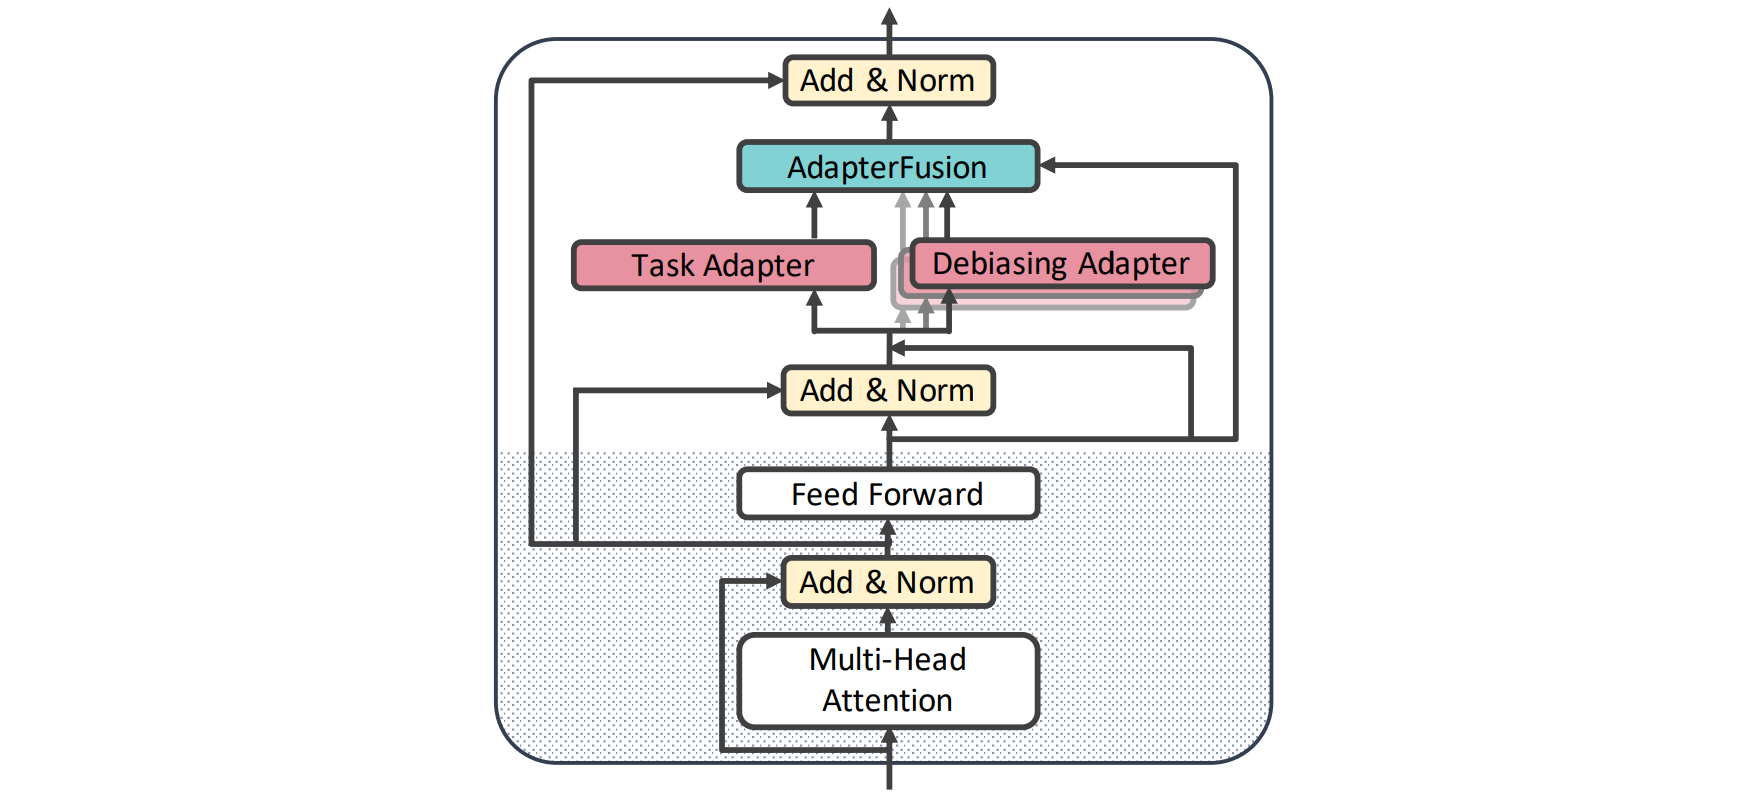 Add & Norm
AdapterFusion
Task Adapter
Debiasing Adapter
Add & Norm
Feed Forward
Add & Norm
Multi-Head
Attention